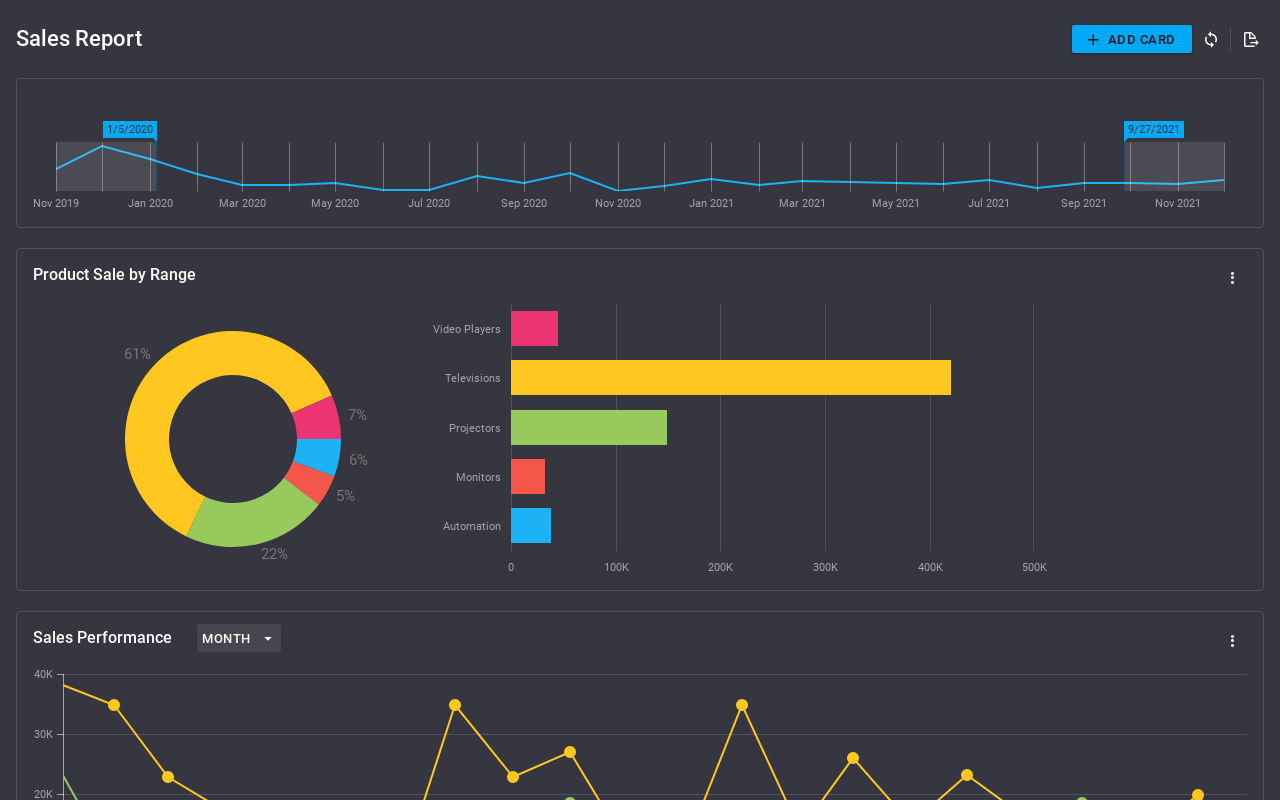 Sales Report
ADD CARD
1/5/2020
9/27/2021
Nov 2019 Jan 2020 Mar 2020 May 2020 Jul 2020 Sep 2020 Nov 2020 Jan 2021 Mar 2021 May 2021 Jul 2021 Sep 2021 Nov 2021
Product Sale by Range
61%
7%
6%
5%
22%
Video Players
Televisions
Projectors
Monitors
Automation
0 100K 200K 300K 400K 500K
Sales Performance
MONTH
40K
30K
20K